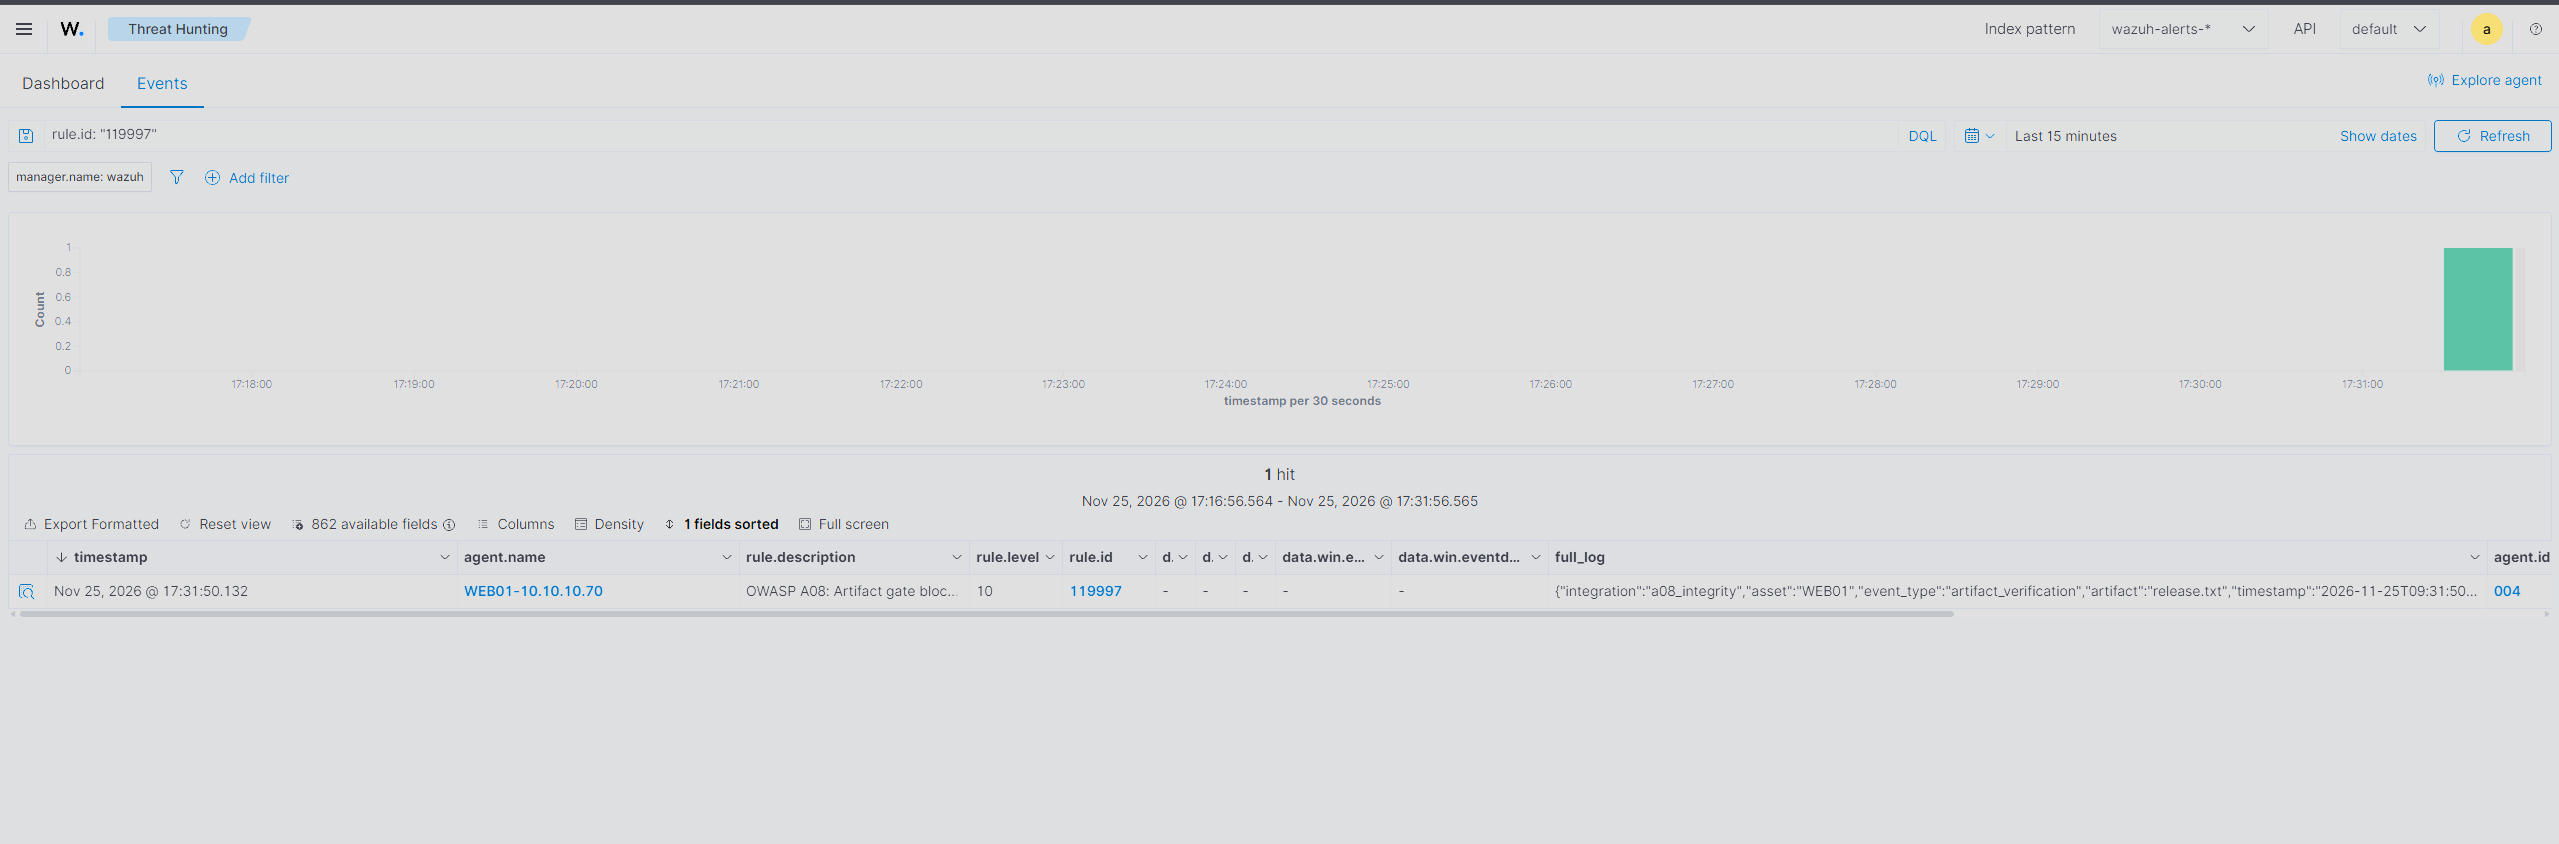 W. Threat Hunting Index pattern wazuh-alerts-* API default a
Dashboard Events Explore agent
rule.id: "119997" DQL Last 15 minutes Show dates Refresh
manager.name: wazuh Add filter
Count
1
0.8
0.6
0.4
0.2
0
17:18:00 17:19:00 17:20:00 17:21:00 17:22:00 17:23:00 17:24:00 17:25:00 17:26:00 17:27:00 17:28:00 17:29:00 17:30:00 17:31:00
timestamp per 30 seconds
1 hit
Nov 25, 2026 @ 17:16:56.564 - Nov 25, 2026 @ 17:31:56.565
Export Formatted Reset view 862 available fields Columns Density 1 fields sorted Full screen
timestamp agent.name rule.description rule.level rule.id d. d. d. data.win.e... data.win.eventd... full_log agent.id
Nov 25, 2026 @ 17:31:50.132 WEB01-10.10.10.70 OWASP A08: Artifact gate bloc... 10 119997 - - - - - {"integration":"a08_integrity","asset":"WEB01","event_type":"artifact_verification","artifact":"release.txt","timestamp":"2026-11-25T09:31:50... 004